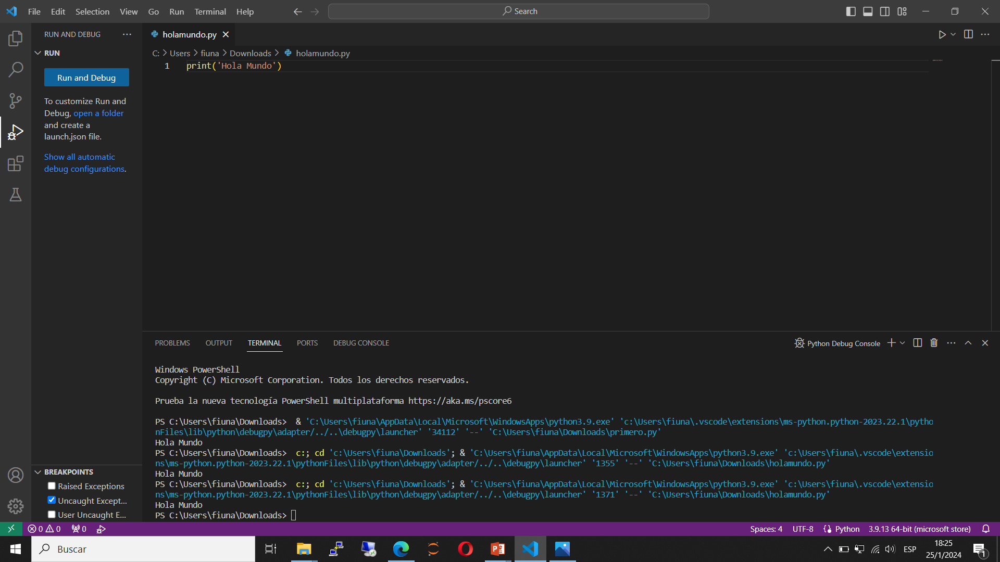 File Edit Selection View Go Run Terminal Help
Search
RUN AND DEBUG
holamundo.py
RUN
C: > Users > fiuna > Downloads > holamundo.py
1 print('Hola Mundo')
Run and Debug
To customize Run and
Debug, open a folder
and create a
launch.json file.
Show all automatic
debug configurations.
PROBLEMS OUTPUT TERMINAL PORTS DEBUG CONSOLE
Python Debug Console
Windows PowerShell
Copyright (C) Microsoft Corporation. Todos los derechos reservados.
Prueba la nueva tecnología PowerShell multiplataforma https://aka.ms/pscore6
PS C:\Users\fiuna\Downloads>  & 'C:\Users\fiuna\AppData\Local\Microsoft\WindowsApps\python3.9.exe' 'c:\Users\fiuna\.vscode\extensions\ms-python.python-2023.22.1\pytho
nFiles\lib\python\debugpy\adapter/../..\debugpy\launcher' '34112' '--' 'C:\Users\fiuna\Downloads\primero.py'
Hola Mundo
PS C:\Users\fiuna\Downloads>  c:; cd 'c:\Users\fiuna\Downloads'; & 'C:\Users\fiuna\AppData\Local\Microsoft\WindowsApps\python3.9.exe' 'c:\Users\fiuna\.vscode\extensio
ns\ms-python.python-2023.22.1\pythonFiles\lib\python\debugpy\adapter/../..\debugpy\launcher' '1355' '--' 'C:\Users\fiuna\Downloads\holamundo.py'
Hola Mundo
PS C:\Users\fiuna\Downloads>  c:; cd 'c:\Users\fiuna\Downloads'; & 'C:\Users\fiuna\AppData\Local\Microsoft\WindowsApps\python3.9.exe' 'c:\Users\fiuna\.vscode\extensio
ns\ms-python.python-2023.22.1\pythonFiles\lib\python\debugpy\adapter/../..\debugpy\launcher' '1371' '--' 'C:\Users\fiuna\Downloads\holamundo.py'
Hola Mundo
PS C:\Users\fiuna\Downloads>
BREAKPOINTS
Raised Exceptions
Uncaught Except...
User Uncaught E...
0 0 0
Spaces: 4 UTF-8 Python 3.9.13 64-bit (microsoft store)
Buscar
ESP
18:25
25/1/2024
1